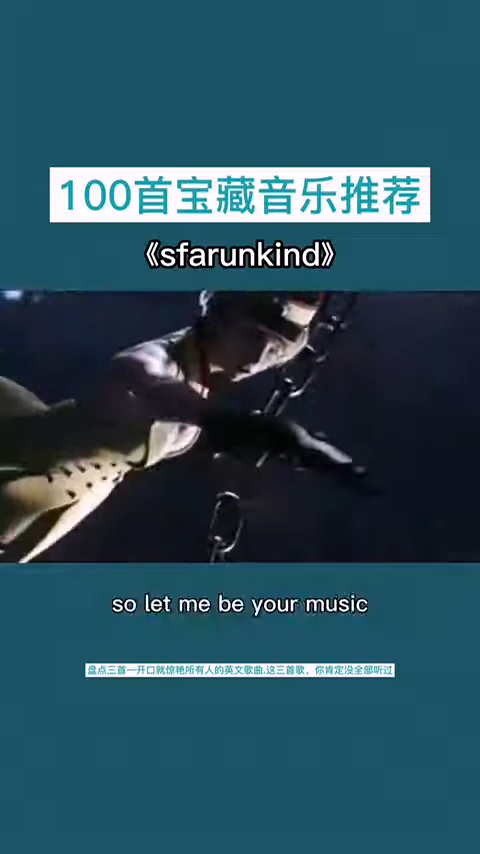 100首宝藏音乐推荐
《sfarunkind》
so let me be your music
盘点三首一开口就惊艳所有人的英文歌曲.这三首歌、你肯定没全部听过